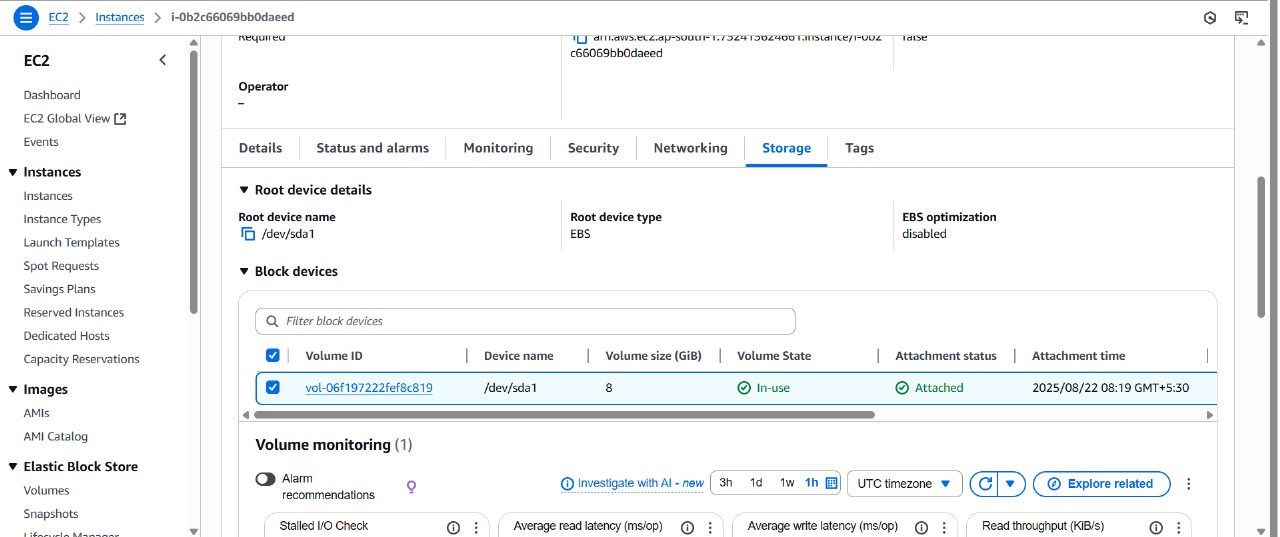 EC2 > Instances > i-0b2c66069bb0daeed
EC2
Dashboard
EC2 Global View
Events
Instances
Instances
Instance Types
Launch Templates
Spot Requests
Savings Plans
Reserved Instances
Dedicated Hosts
Capacity Reservations
Images
AMIs
AMI Catalog
Elastic Block Store
Volumes
Snapshots
Lifecycle Manager
Required
arn:aws:ec2:ap-south-1:752415624661:instance/i-0b2
c66069bb0daeed
false
Operator
–
Details Status and alarms Monitoring Security Networking Storage Tags
Root device details
Root device name Root device type EBS optimization
/dev/sda1 EBS disabled
Block devices
Filter block devices
Volume ID Device name Volume size (GiB) Volume State Attachment status Attachment time
vol-06f197222fef8c819 /dev/sda1 8 In-use Attached 2025/08/22 08:19 GMT+5:30
Volume monitoring (1)
Alarm
recommendations
Investigate with AI - new 3h 1d 1w 1h UTC timezone Explore related
Stalled I/O Check Average read latency (ms/op) Average write latency (ms/op) Read throughput (KiB/s)